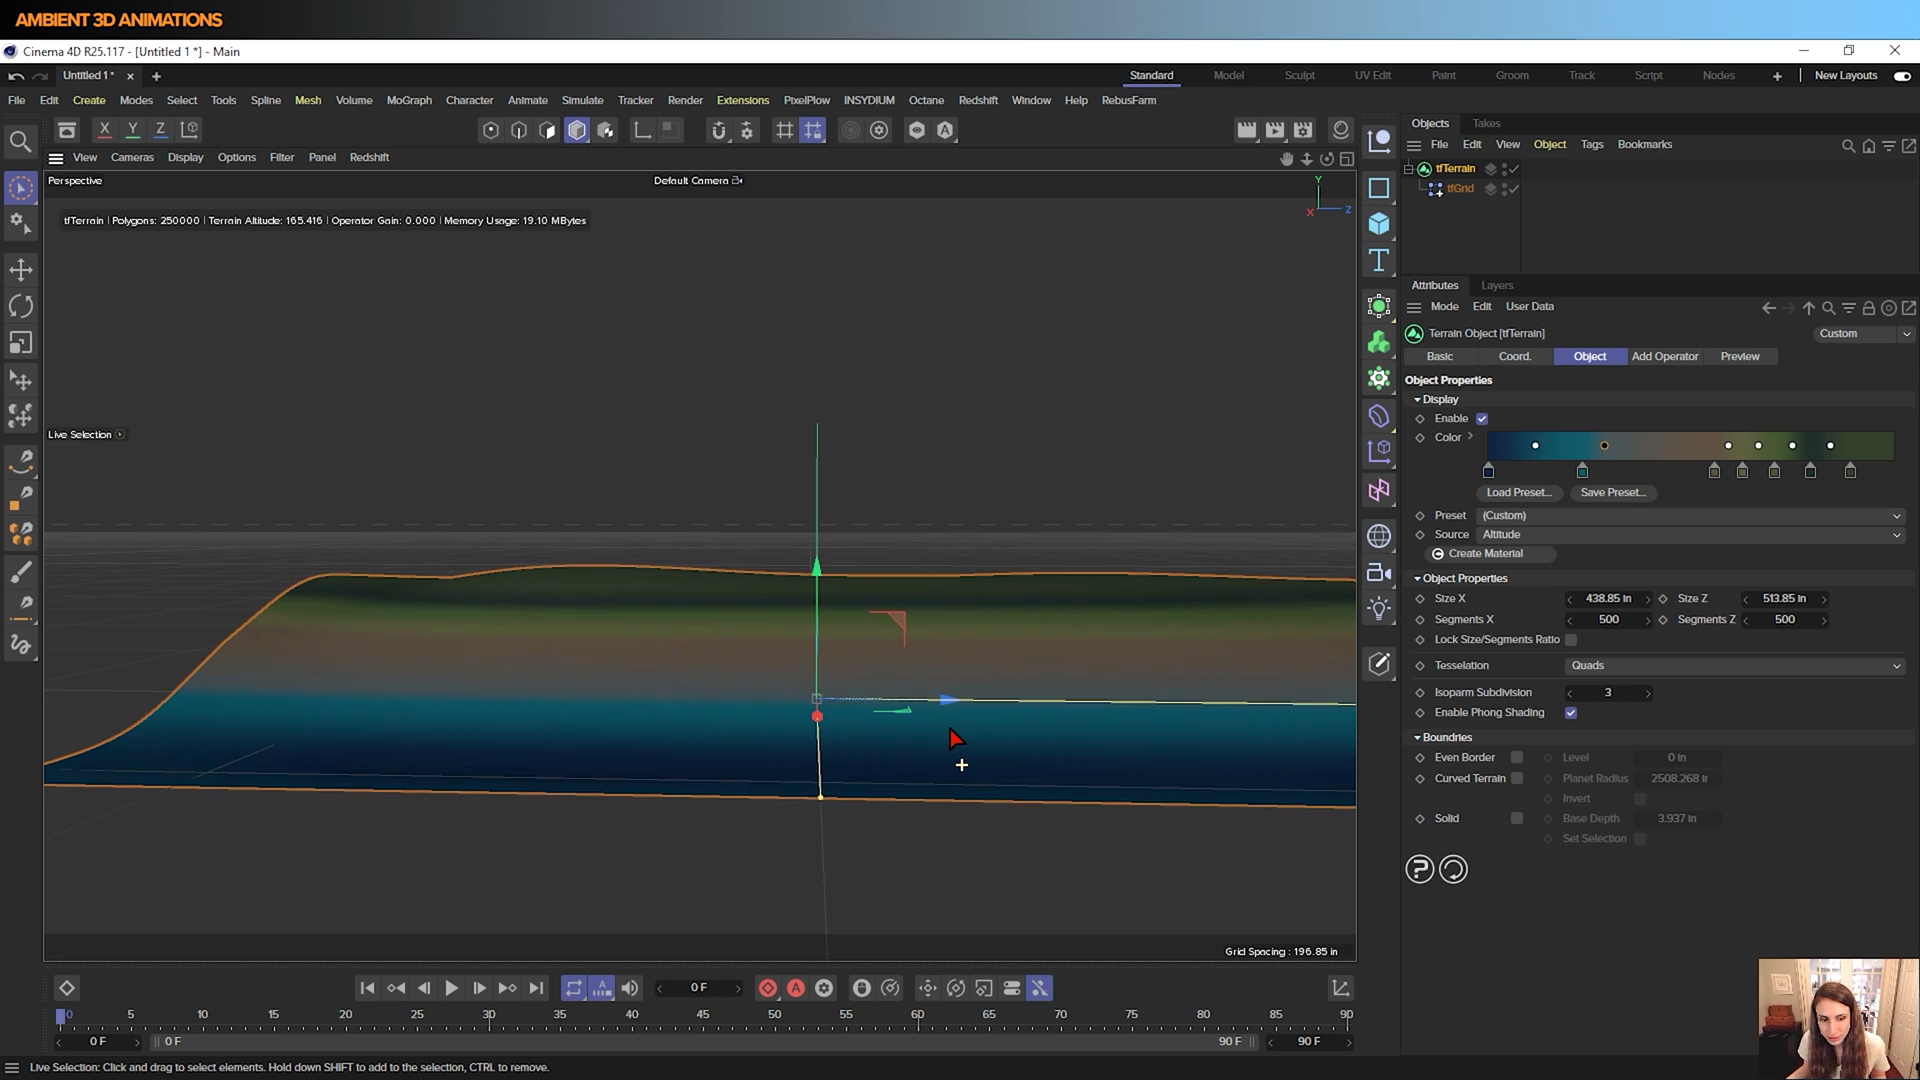 AMBIENT 3D ANIMATIONS
Cinema 4D R25.117 - [Untitled 1 *] - Main
Untitled 1 *
Standard Model Sculpt UV Edit Paint Groom Track Script Nodes New Layouts
File Edit Create Modes Select Tools Spline Mesh Volume MoGraph Character Animate Simulate Tracker Render Extensions PixelPlow INSYDIUM Octane Redshift Window Help RebusFarm
X Y Z
View Cameras Display Options Filter Panel Redshift
Perspective
Default Camera
Y
X
Z
tfTerrain | Polygons: 250000 | Terrain Altitude: 165.416 | Operator Gain: 0.000 | Memory Usage: 19.10 MBytes
Live Selection
Grid Spacing : 196.85 in
Objects Takes
File Edit View Object Tags Bookmarks
tfTerrain
tfGrid
Attributes Layers
Mode Edit User Data
Terrain Object [tfTerrain]
Custom
Basic Coord. Object Add Operator Preview
Object Properties
Display
Enable
Color
Load Preset... Save Preset...
Preset (Custom)
Source Altitude
Create Material
Object Properties
Size X 438.85 in Size Z 513.85 in
Segments X 500 Segments Z 500
Lock Size/Segments Ratio
Tesselation Quads
Isoparm Subdivision 3
Enable Phong Shading
Boundries
Even Border Level 0 in
Curved Terrain Planet Radius 2508.268 ir
Invert
Solid Base Depth 3.937 in
Set Selection
0 F
0 5 10 15 20 25 30 35 40 45 50 55 60 65 70 75 80 85 90
0 F 0 F 90 F 90 F
Live Selection: Click and drag to select elements. Hold down SHIFT to add to the selection, CTRL to remove.